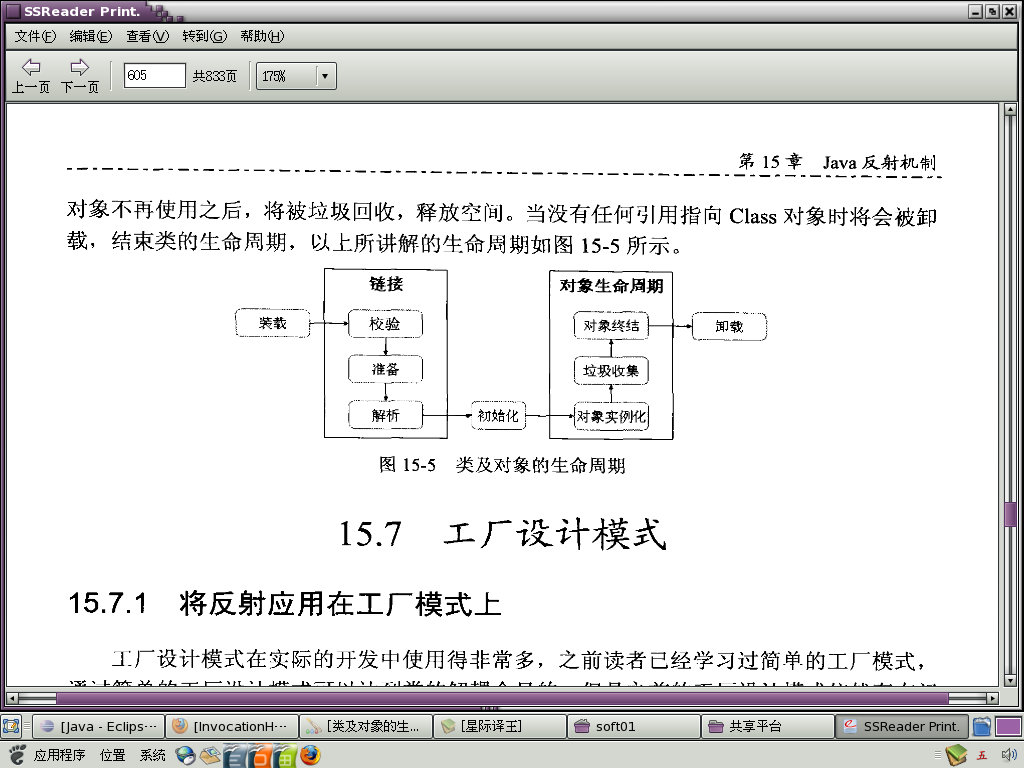 SSReader Print.
文件(F) 编辑(E) 查看(V) 转到(G) 帮助(H)
上一页 下一页 605 共833页 175%
第 15 章 Java 反射机制
对象不再使用之后，将被垃圾回收，释放空间。当没有任何引用指向 Class 对象时将会被卸
载，结束类的生命周期，以上所讲解的生命周期如图 15-5 所示。
链接 对象生命周期
装载 校验 对象终结 卸载
准备 垃圾收集
解析 初始化 对象实例化
图 15-5 类及对象的生命周期
15.7 工厂设计模式
15.7.1 将反射应用在工厂模式上
工厂设计模式在实际的开发中使用得非常多，之前读者已经学习过简单的工厂模式，
[Java - Eclips··· [InvocationH··· [类及对象的生... [星际译王] soft01 共享平台 SSReader Print.
应用程序 位置 系统 五